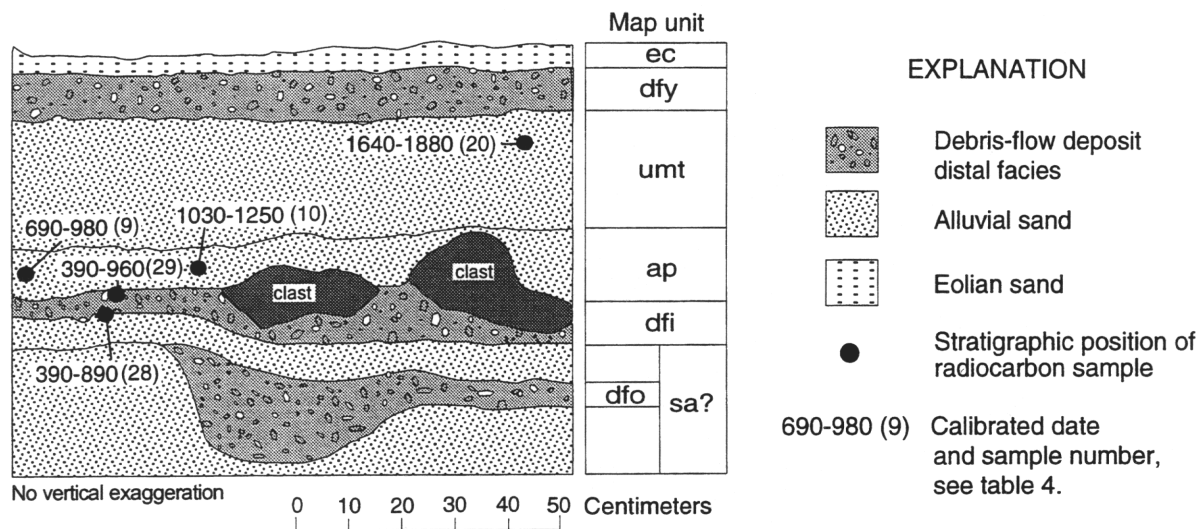 Map unit
ec
dfy
umt
ap
dfi
dfo
sa?
1640-1880 (20)
1030-1250 (10)
690-980 (9)
390-960 (29)
clast
clast
390-890 (28)
No vertical exaggeration
0 10 20 30 40 50 Centimeters
EXPLANATION
Debris-flow deposit
distal facies
Alluvial sand
Eolian sand
Stratigraphic position of
radiocarbon sample
690-980 (9) Calibrated date
and sample number,
see table 4.